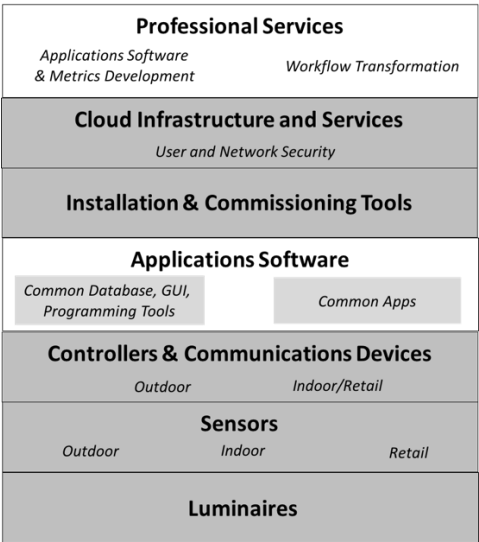 Professional Services
Applications Software
& Metrics Development
Workflow Transformation
Cloud Infrastructure and Services
User and Network Security
Installation & Commissioning Tools
Applications Software
Common Database, GUI,
Programming Tools
Common Apps
Controllers & Communications Devices
Outdoor
Indoor/Retail
Sensors
Outdoor
Indoor
Retail
Luminaires